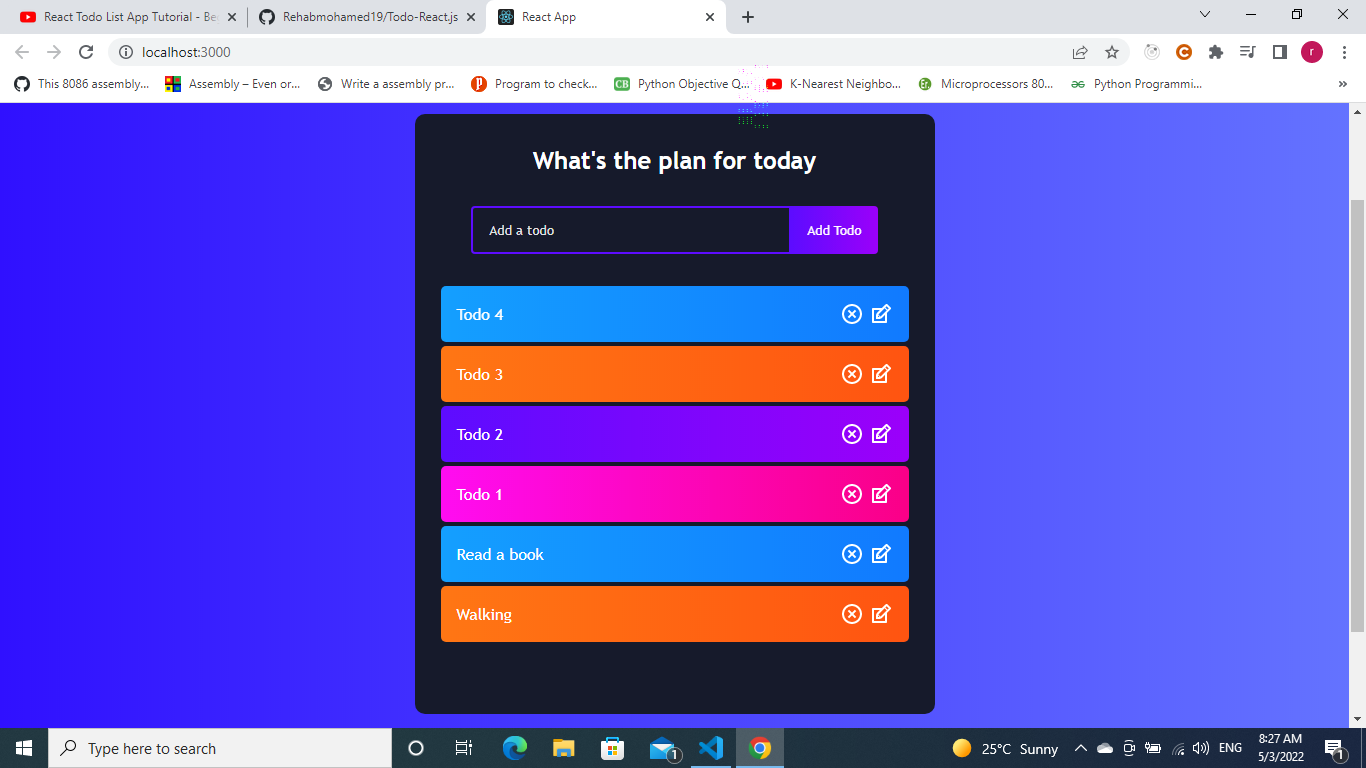 React Todo List App Tutorial - Be
Rehabmohamed19/Todo-React.js
React App
localhost:3000
r
This 8086 assembly...
Assembly – Even or...
Write a assembly pr...
Program to check...
CB
Python Objective Q...
K-Nearest Neighbo...
Microprocessors 80...
Python Programmi...
»
What's the plan for today
Add a todo
Add Todo
Todo 4
Todo 3
Todo 2
Todo 1
Read a book
Walking
Type here to search
1
25°C Sunny
ENG
8:27 AM
5/3/2022
1